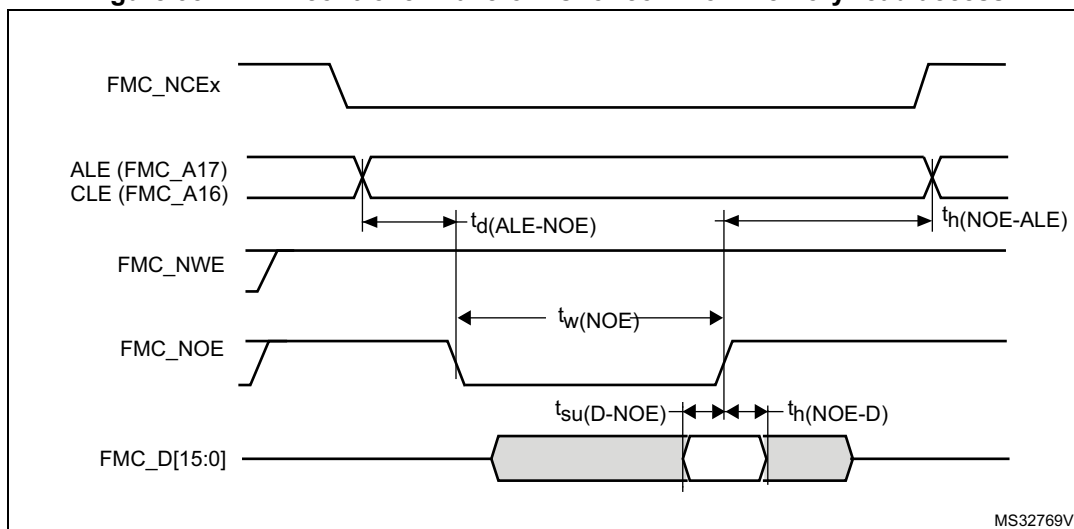 FMC_NCEx
ALE (FMC_A17)
CLE (FMC_A16)
td(ALE-NOE)
th(NOE-ALE)
FMC_NWE
tw(NOE)
FMC_NOE
tsu(D-NOE)
th(NOE-D)
FMC_D[15:0]
MS32769V